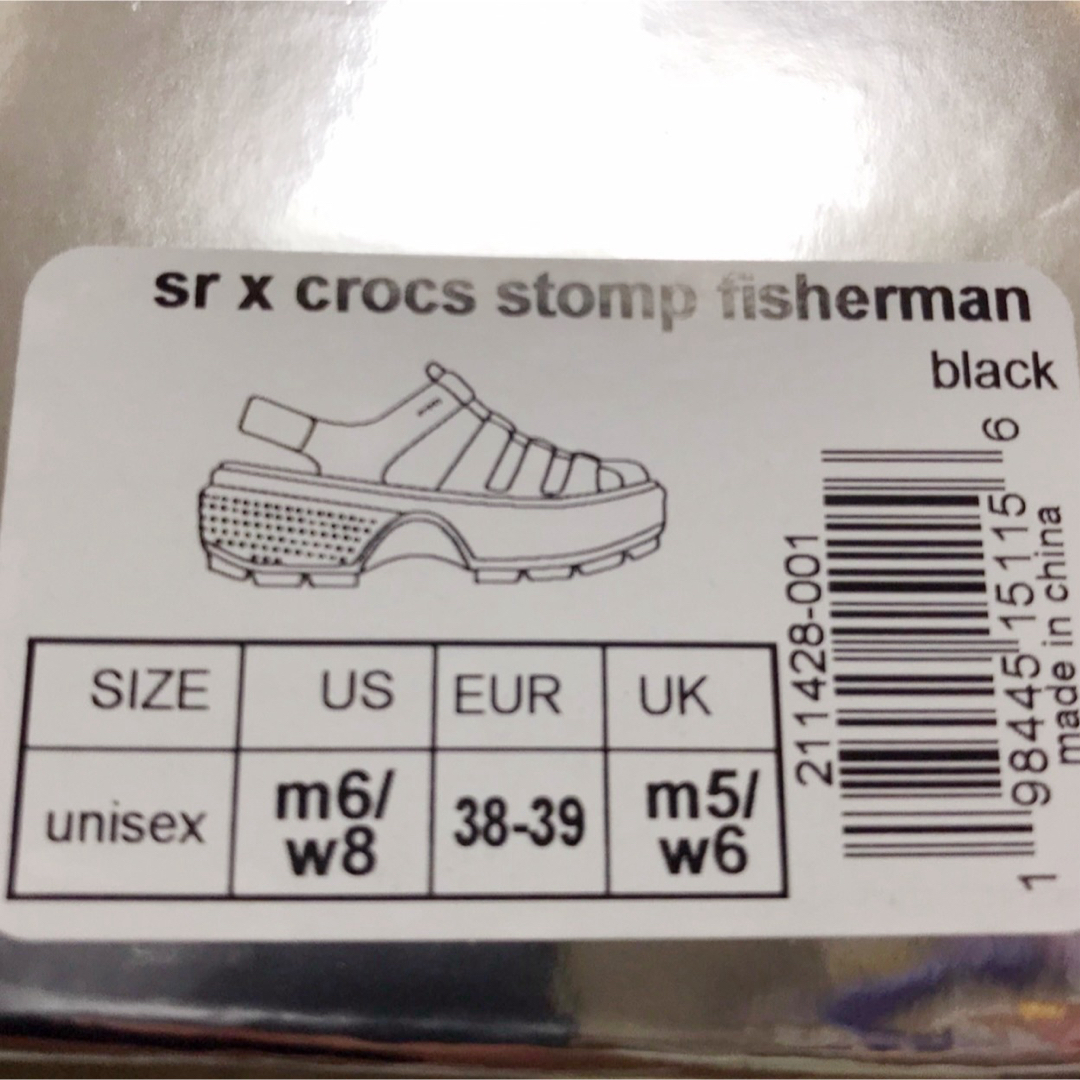 sr x crocs stomp fisherman
black
SIZE US EUR UK
unisex m6/w8 38-39 m5/w6
211428-001
1 98445 15115 6
made in china